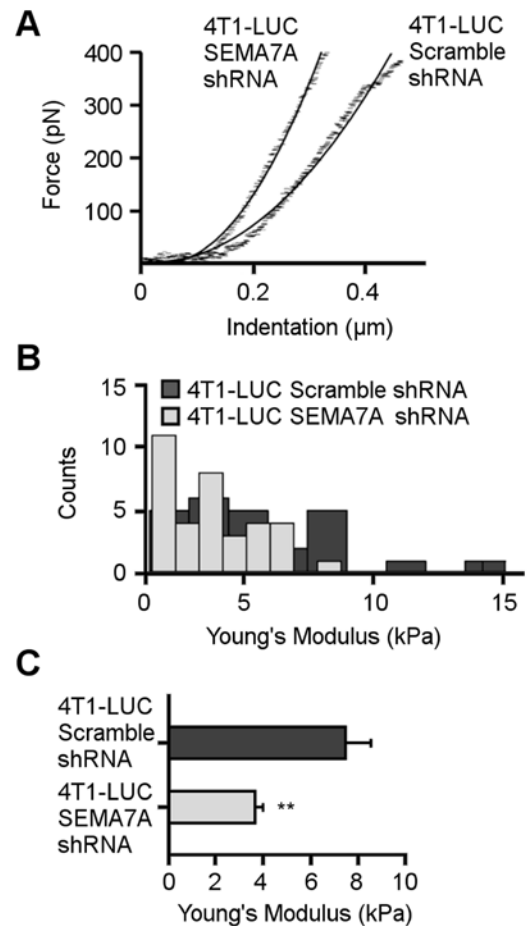 A
4T1-LUC
SEMA7A
shRNA
4T1-LUC
Scramble
shRNA
Force (pN)
400
300
200
100
0
0.2
0.4
Indentation (µm)
B
Counts
15
10
5
0
4T1-LUC Scramble shRNA
4T1-LUC SEMA7A shRNA
0
5
10
15
Young's Modulus (kPa)
C
4T1-LUC
Scramble
shRNA
4T1-LUC
SEMA7A
shRNA
**
0
2
4
6
8
10
Young's Modulus (kPa)